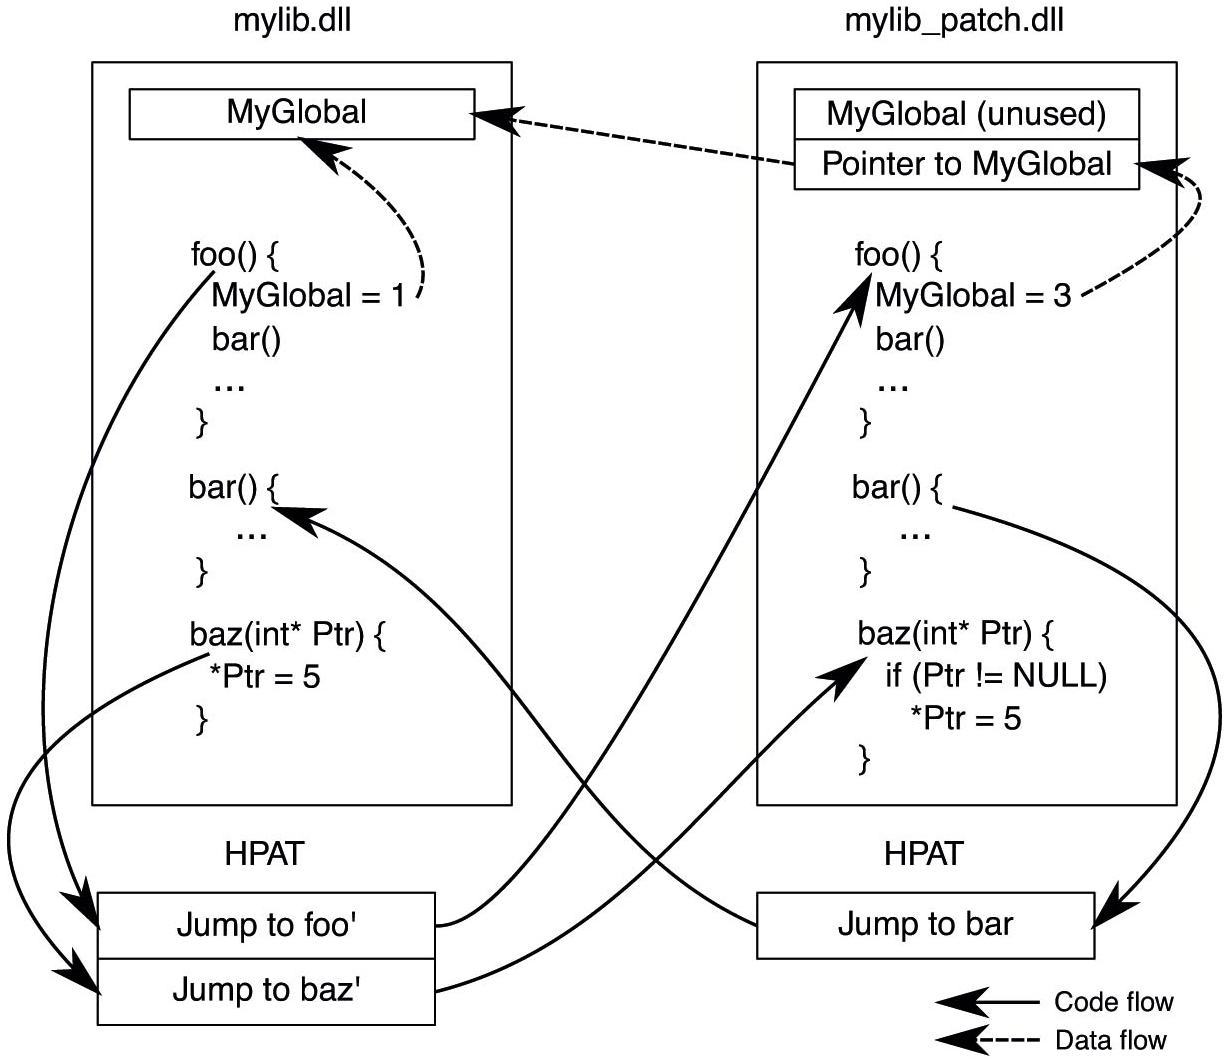 mylib.dll
MyGlobal
foo() {
MyGlobal = 1
bar()
...
}
bar() {
...
}
baz(int* Ptr) {
*Ptr = 5
}
HPAT
Jump to foo'
Jump to baz'
mylib_patch.dll
MyGlobal (unused)
Pointer to MyGlobal
foo() {
MyGlobal = 3
bar()
...
}
bar() {
...
}
baz(int* Ptr) {
if (Ptr != NULL)
*Ptr = 5
}
HPAT
Jump to bar
Code flow
Data flow